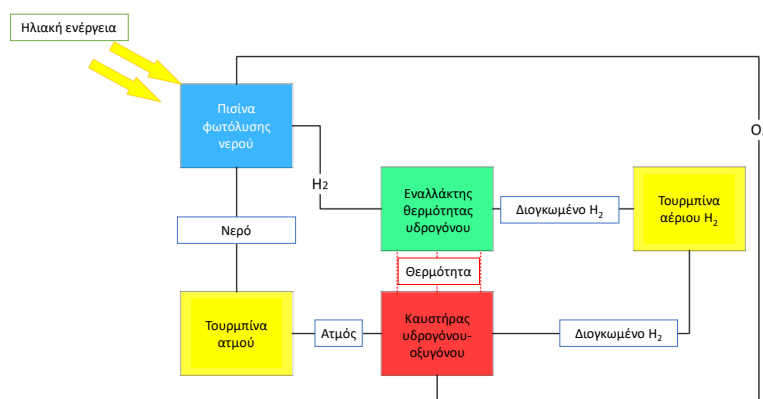 Ηλιακή ενέργεια
Πισίνα
φωτόλυσης
νερού
H2
Εναλλάκτης
θερμότητας
υδρογόνου
Διογκωμένο H₂
Τουρμπίνα
αέριου H₂
Νερό
Θερμότητα
Τουρμπίνα
ατμού
Ατμός
Καυστήρας
υδρογόνου-
οξυγόνου
Διογκωμένο H₂